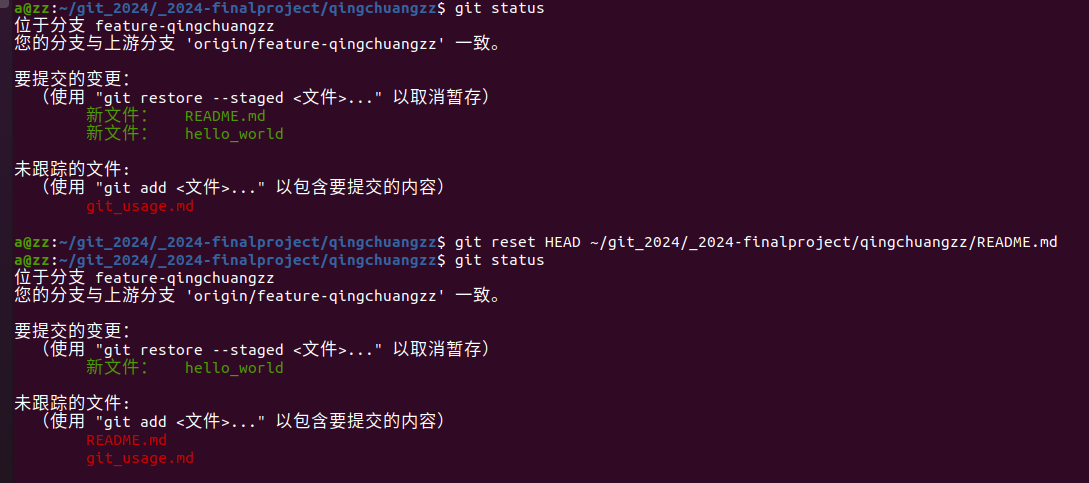 a@zz:~/git_2024/_2024-finalproject/qingchuangzz$ git status
位于分支 feature-qingchuangzz
您的分支与上游分支 'origin/feature-qingchuangzz' 一致。
要提交的变更：
（使用 "git restore --staged <文件>..." 以取消暂存）
新文件： README.md
新文件： hello_world
未跟踪的文件:
（使用 "git add <文件>..." 以包含要提交的内容）
git_usage.md
a@zz:~/git_2024/_2024-finalproject/qingchuangzz$ git reset HEAD ~/git_2024/_2024-finalproject/qingchuangzz/README.md
a@zz:~/git_2024/_2024-finalproject/qingchuangzz$ git status
位于分支 feature-qingchuangzz
您的分支与上游分支 'origin/feature-qingchuangzz' 一致。
要提交的变更：
（使用 "git restore --staged <文件>..." 以取消暂存）
新文件： hello_world
未跟踪的文件:
（使用 "git add <文件>..." 以包含要提交的内容）
README.md
git_usage.md